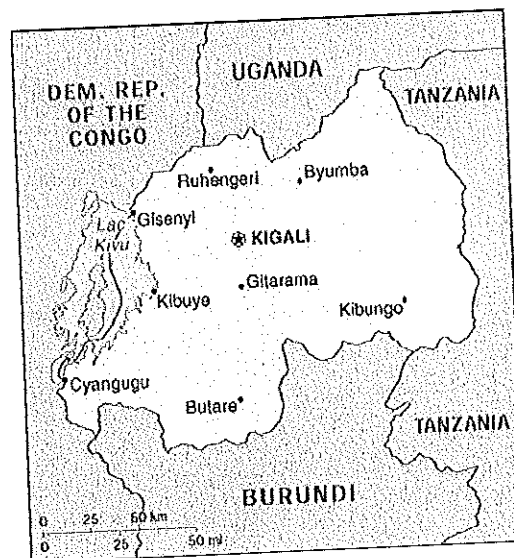 UGANDA
DEM. REP.
OF THE
CONGO
TANZANIA
Ruhengeri
Byumba
Gisenyi
Lac
Kivu
KIGALI
Gitarama
Kibuye
Kibungo
Cyangugu
Butare
TANZANIA
BURUNDI
0 25 50 km
0 25 50 mi